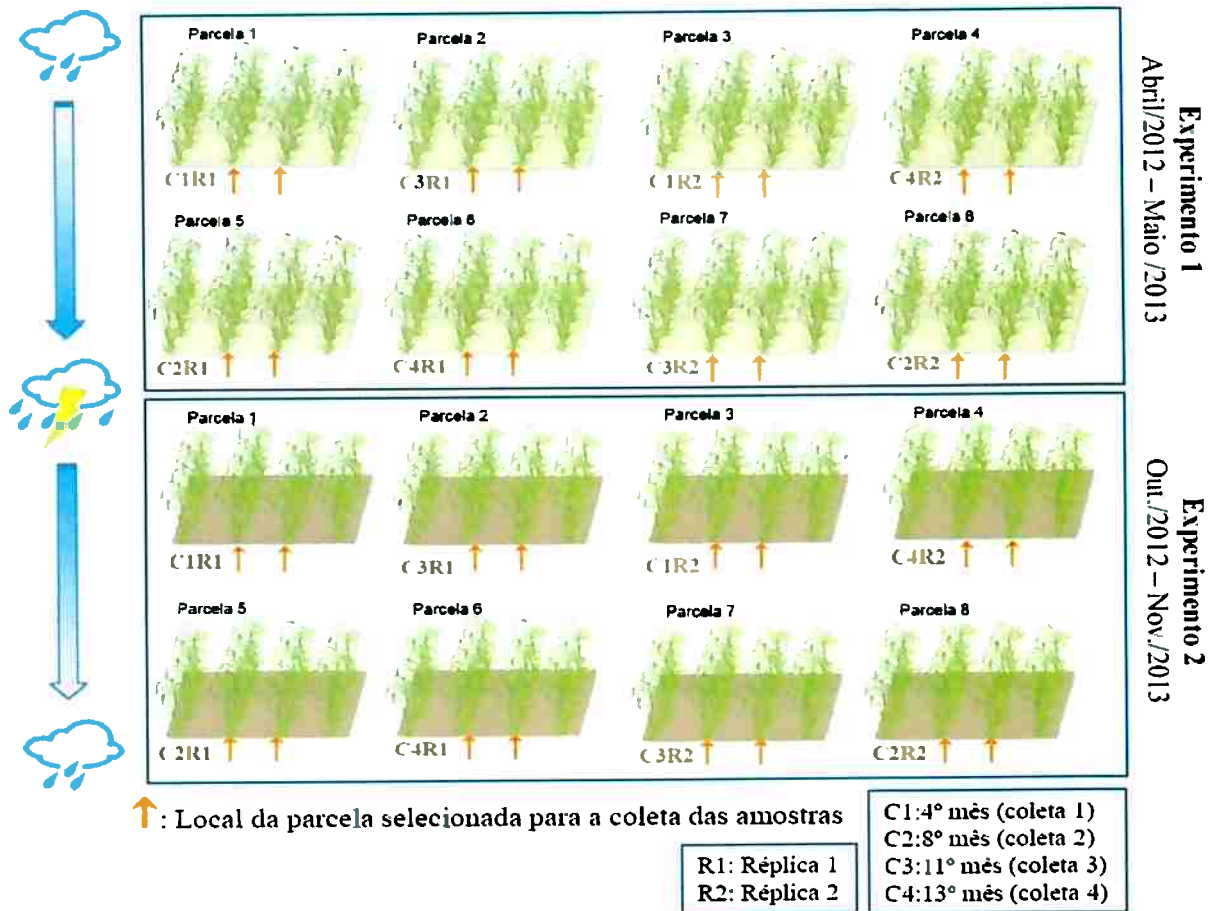 Parcela 1
Parcela 2
Parcela 3
Parcela 4
C1R1
C3R1
C1R2
C4R2
Parcela 5
Parcela 6
Parcela 7
Parcela 8
C2R1
C4R1
C3R2
C2R2
Experimento 1
Abril/2012 – Maio /2013
Parcela 1
Parcela 2
Parcela 3
Parcela 4
C1R1
C3R1
C1R2
C4R2
Parcela 5
Parcela 6
Parcela 7
Parcela 8
C2R1
C4R1
C3R2
C2R2
Experimento 2
Out./2012 – Nov./2013
: Local da parcela selecionada para a coleta das amostras
R1: Réplica 1
R2: Réplica 2
C1:4º mês (coleta 1)
C2:8º mês (coleta 2)
C3:11º mês (coleta 3)
C4:13º mês (coleta 4)